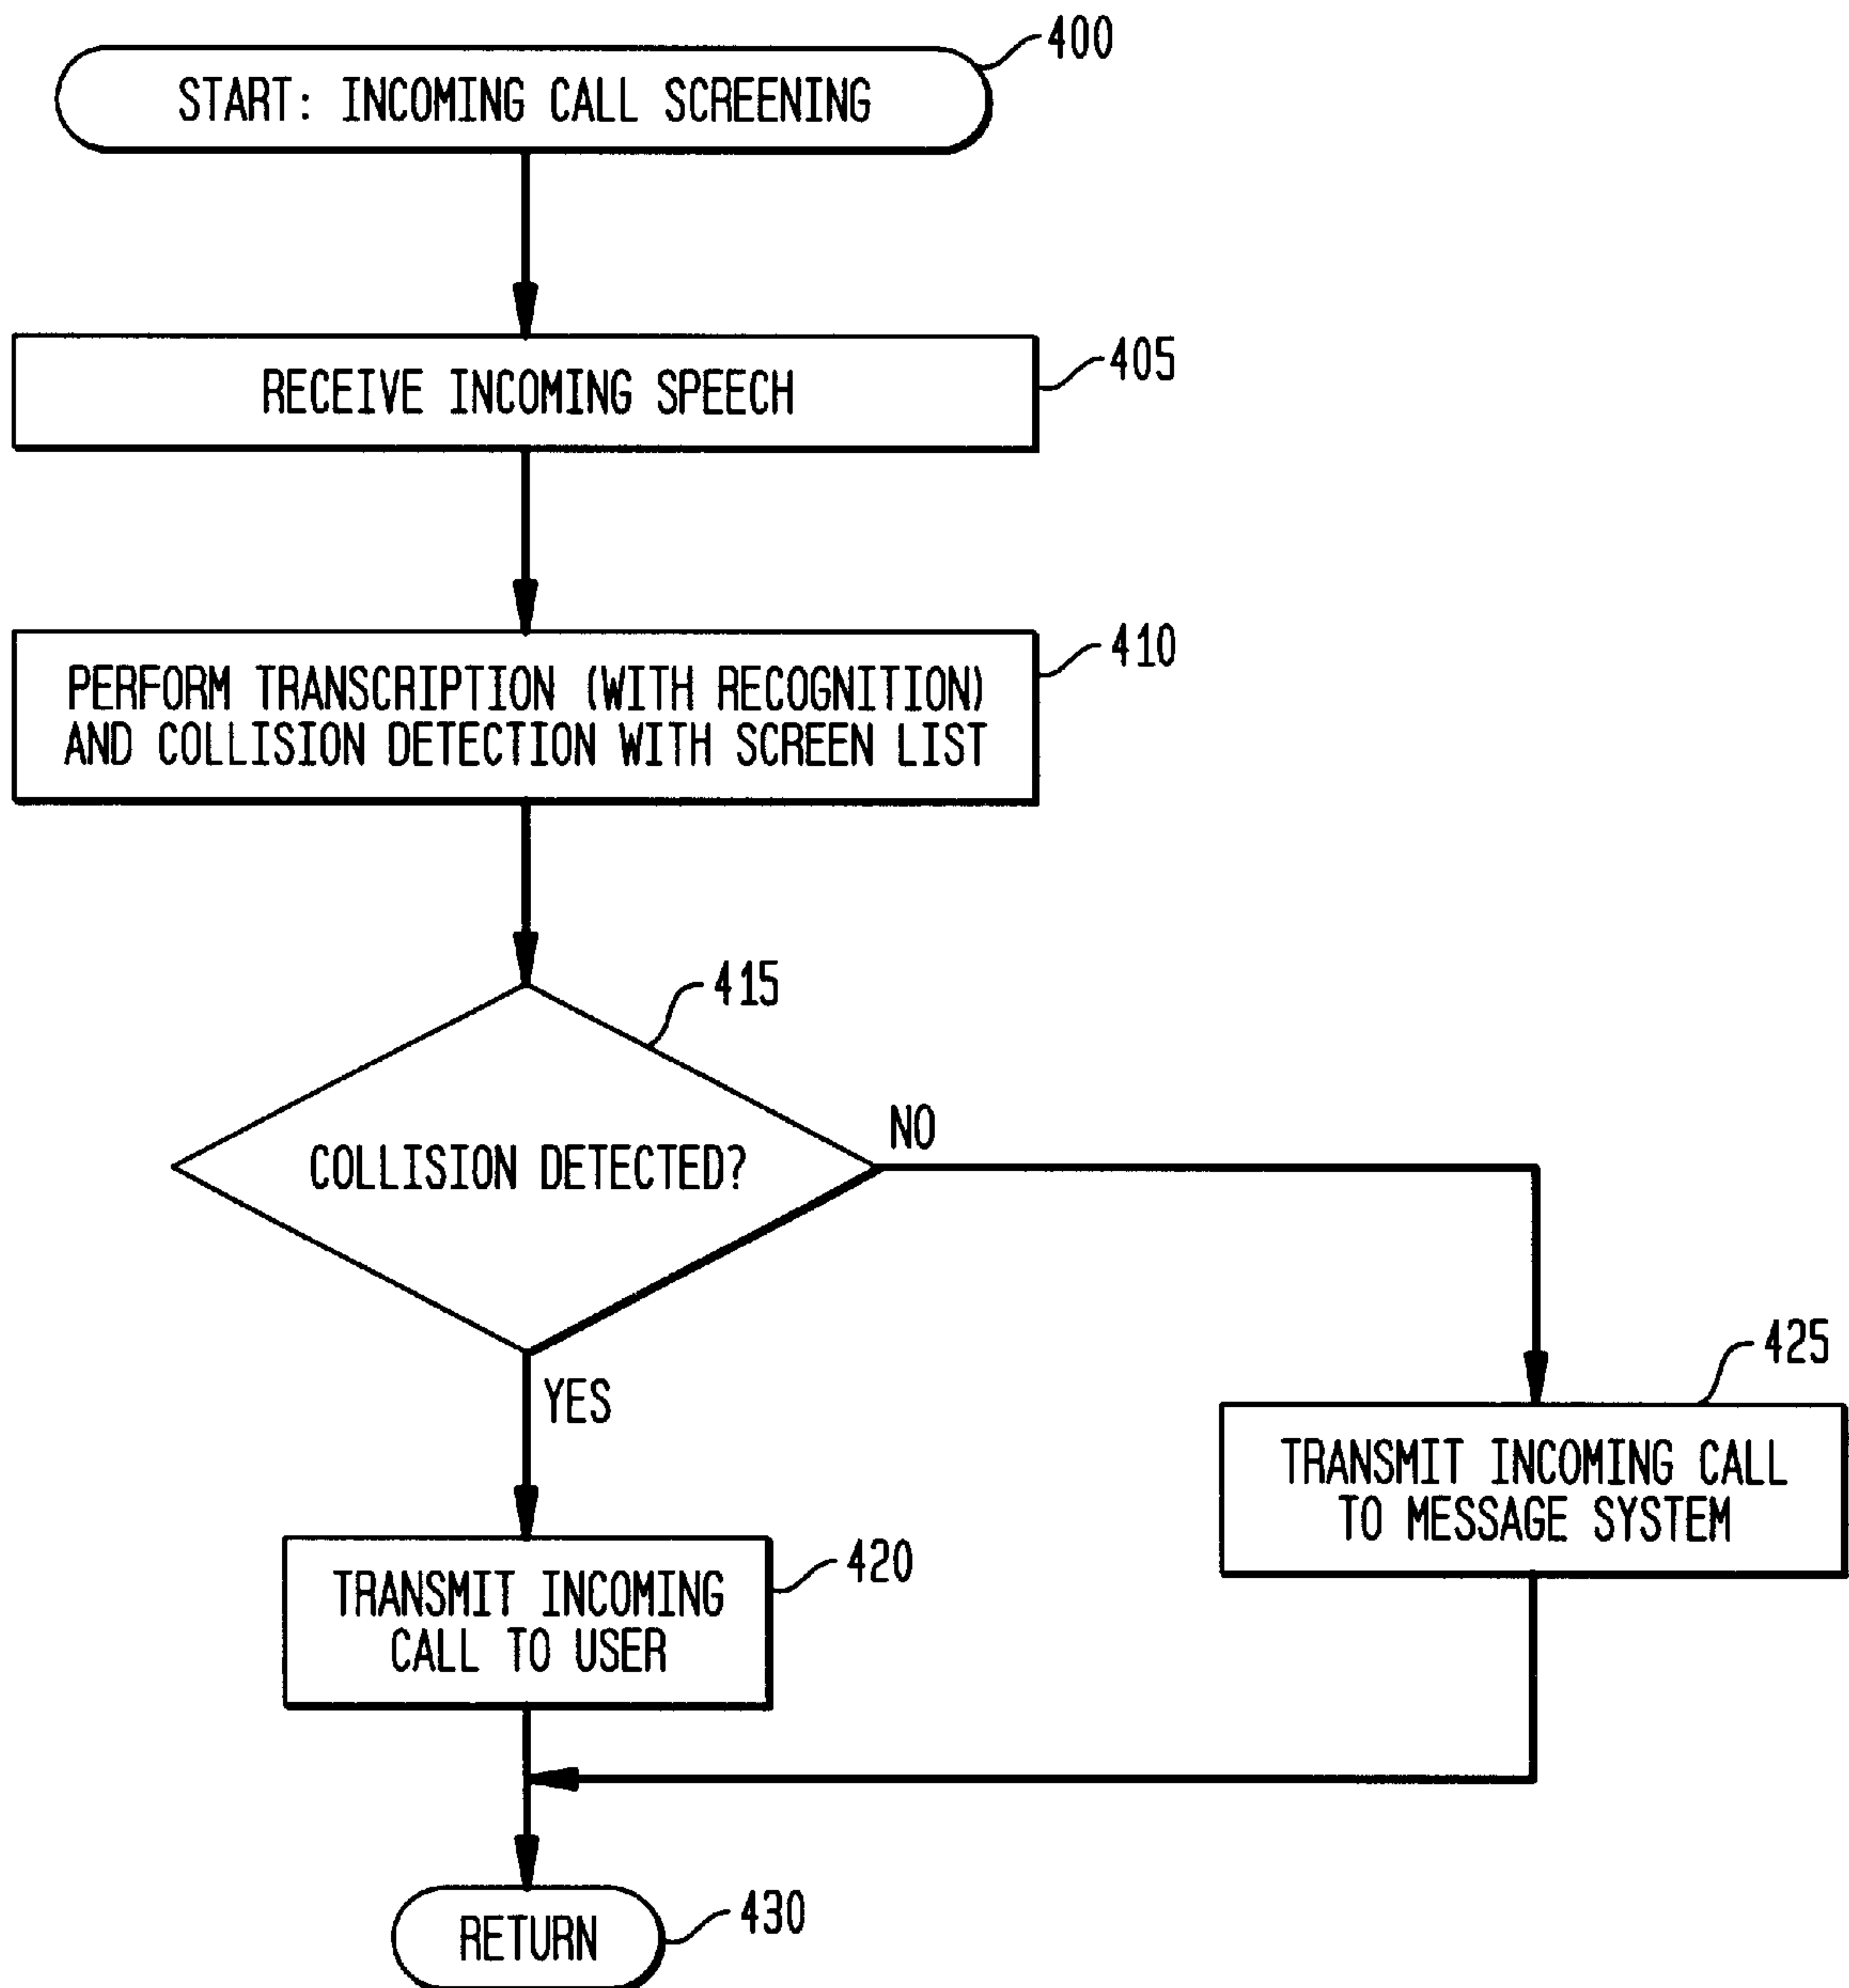 400
START: INCOMING CALL SCREENING
405
RECEIVE INCOMING SPEECH
410
PERFORM TRANSCRIPTION (WITH RECOGNITION)
AND COLLISION DETECTION WITH SCREEN LIST
415
NO
COLLISION DETECTED?
YES
425
TRANSMIT INCOMING CALL
TO MESSAGE SYSTEM
420
TRANSMIT INCOMING
CALL TO USER
430
RETURN